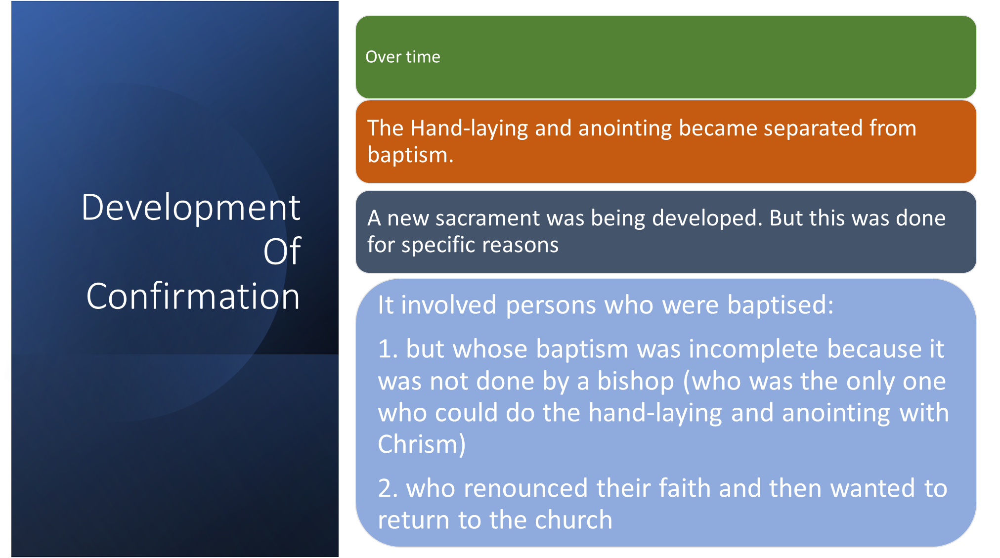 Development
Of
Confirmation
Over time:
The Hand-laying and anointing became separated from
baptism.
A new sacrament was being developed. But this was done
for specific reasons
It involved persons who were baptised:
1. but whose baptism was incomplete because it
was not done by a bishop (who was the only one
who could do the hand-laying and anointing with
Chrism)
2. who renounced their faith and then wanted to
return to the church